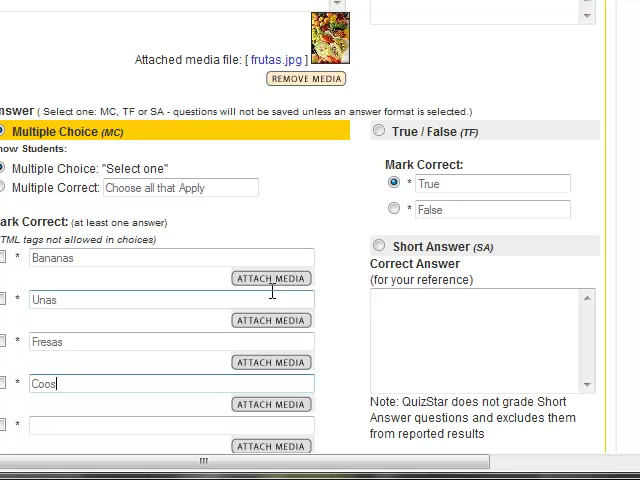 Attached media file: [ frutas.jpg ]
REMOVE MEDIA
nswer ( Select one: MC, TF or SA - questions will not be saved unless an answer format is selected.)
Multiple Choice (MC)
how Students:
Multiple Choice: "Select one"
Multiple Correct: Choose all that Apply
ark Correct: (at least one answer)
HTML tags not allowed in choices)
* Bananas
ATTACH MEDIA
* Unas
ATTACH MEDIA
* Fresas
ATTACH MEDIA
* Coos
ATTACH MEDIA
*
ATTACH MEDIA
True / False (TF)
Mark Correct:
* True
* False
Short Answer (SA)
Correct Answer
(for your reference)
Note: QuizStar does not grade Short
Answer questions and excludes them
from reported results